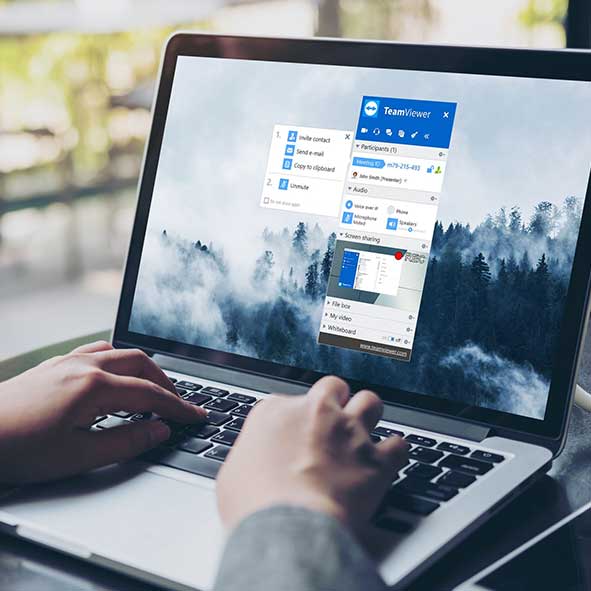 TeamViewer
Participants (1)
Meeting ID m79-215-493
John Smith (Presenter)
Audio
Voice over IP
Phone
Microphone
Muted
Speakers
Screen sharing
REC
File box
My video
Whiteboard
off
www.teamviewer.com
1.
Invite contact
Send e-mail
Copy to clipboard
2.
Unmute
Do not show again